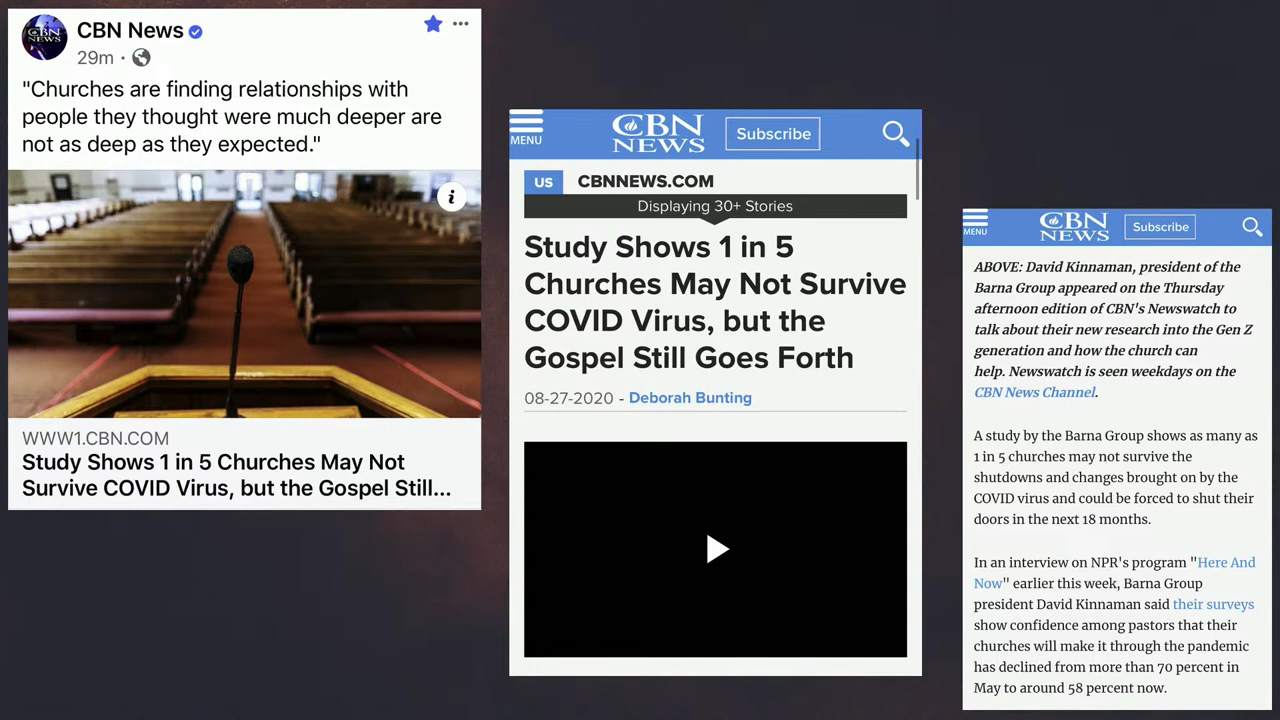 CBN News
29m ·
"Churches are finding relationships with
people they thought were much deeper are
not as deep as they expected."
WWW1.CBN.COM
Study Shows 1 in 5 Churches May Not
Survive COVID Virus, but the Gospel Still...
MENU
CBN NEWS
Subscribe
US
CBNNEWS.COM
Displaying 30+ Stories
Study Shows 1 in 5
Churches May Not Survive
COVID Virus, but the
Gospel Still Goes Forth
08-27-2020 - Deborah Bunting
MENU
CBN NEWS
Subscribe
ABOVE: David Kinnaman, president of the
Barna Group appeared on the Thursday
afternoon edition of CBN's Newswatch to
talk about their new research into the Gen Z
generation and how the church can
help. Newswatch is seen weekdays on the
CBN News Channel.
A study by the Barna Group shows as many as
1 in 5 churches may not survive the
shutdowns and changes brought on by the
COVID virus and could be forced to shut their
doors in the next 18 months.
In an interview on NPR's program "Here And
Now" earlier this week, Barna Group
president David Kinnaman said their surveys
show confidence among pastors that their
churches will make it through the pandemic
has declined from more than 70 percent in
May to around 58 percent now.